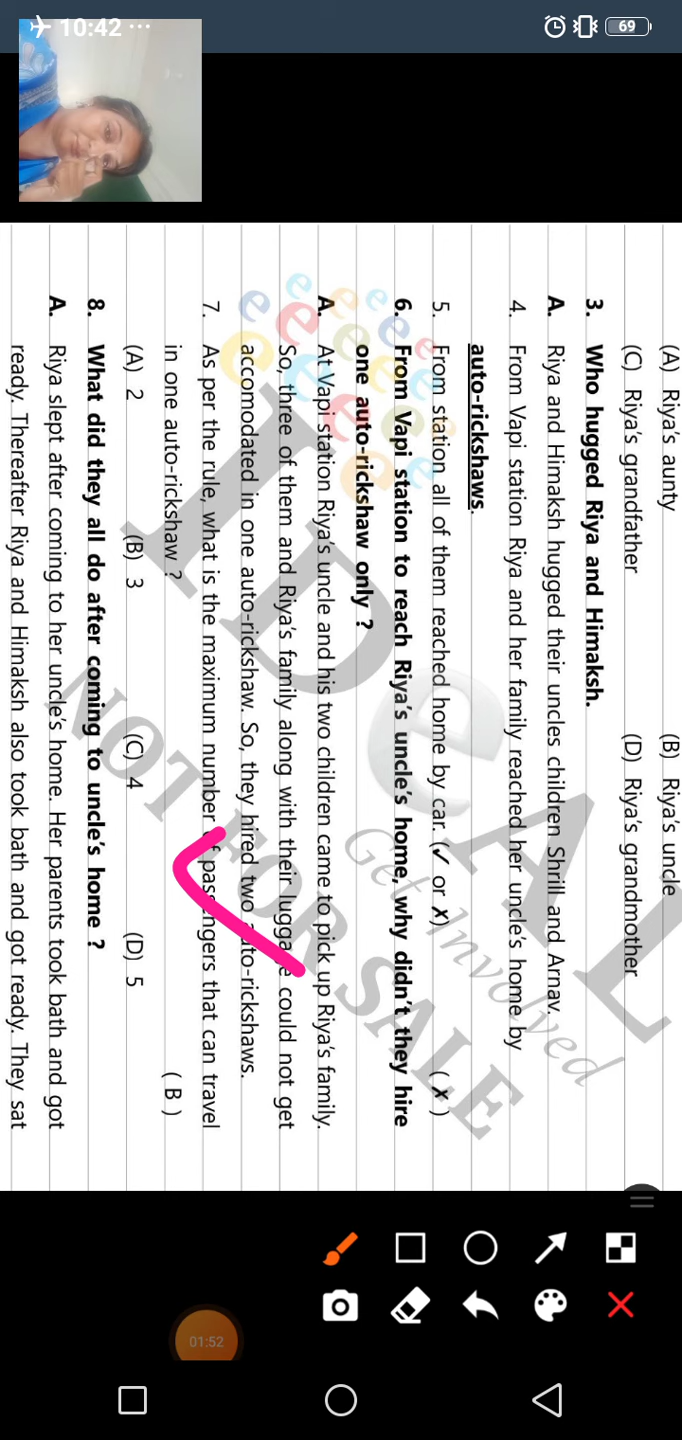 10:42 ...
69
(A) Riya's aunty (B) Riya's uncle
(C) Riya's grandfather (D) Riya's grandmother
3. Who hugged Riya and Himaksh.
A. Riya and Himaksh hugged their uncles children Shrill and Arnav.
4. From Vapi station Riya and her family reached her uncle's home by
auto-rickshaws.
5. From station all of them reached home by car. (✓ or ✗) ( ✗ )
6. From Vapi station to reach Riya's uncle's home, why didn't they hire
one auto-rickshaw only ?
A. At Vapi station Riya's uncle and his two children came to pick up Riya's family.
So, three of them and Riya's family along with their luggage could not get
accomodated in one auto-rickshaw. So, they hired two auto-rickshaws.
7. As per the rule, what is the maximum number of passengers that can travel
in one auto-rickshaw ? ( B )
(A) 2 (B) 3 (C) 4 (D) 5
8. What did they all do after coming to uncle's home ?
A. Riya slept after coming to her uncle's home. Her parents took bath and got
ready. Thereafter Riya and Himaksh also took bath and got ready. They sat
IDeAL
Get Involved
NOT FOR SALE
01:52